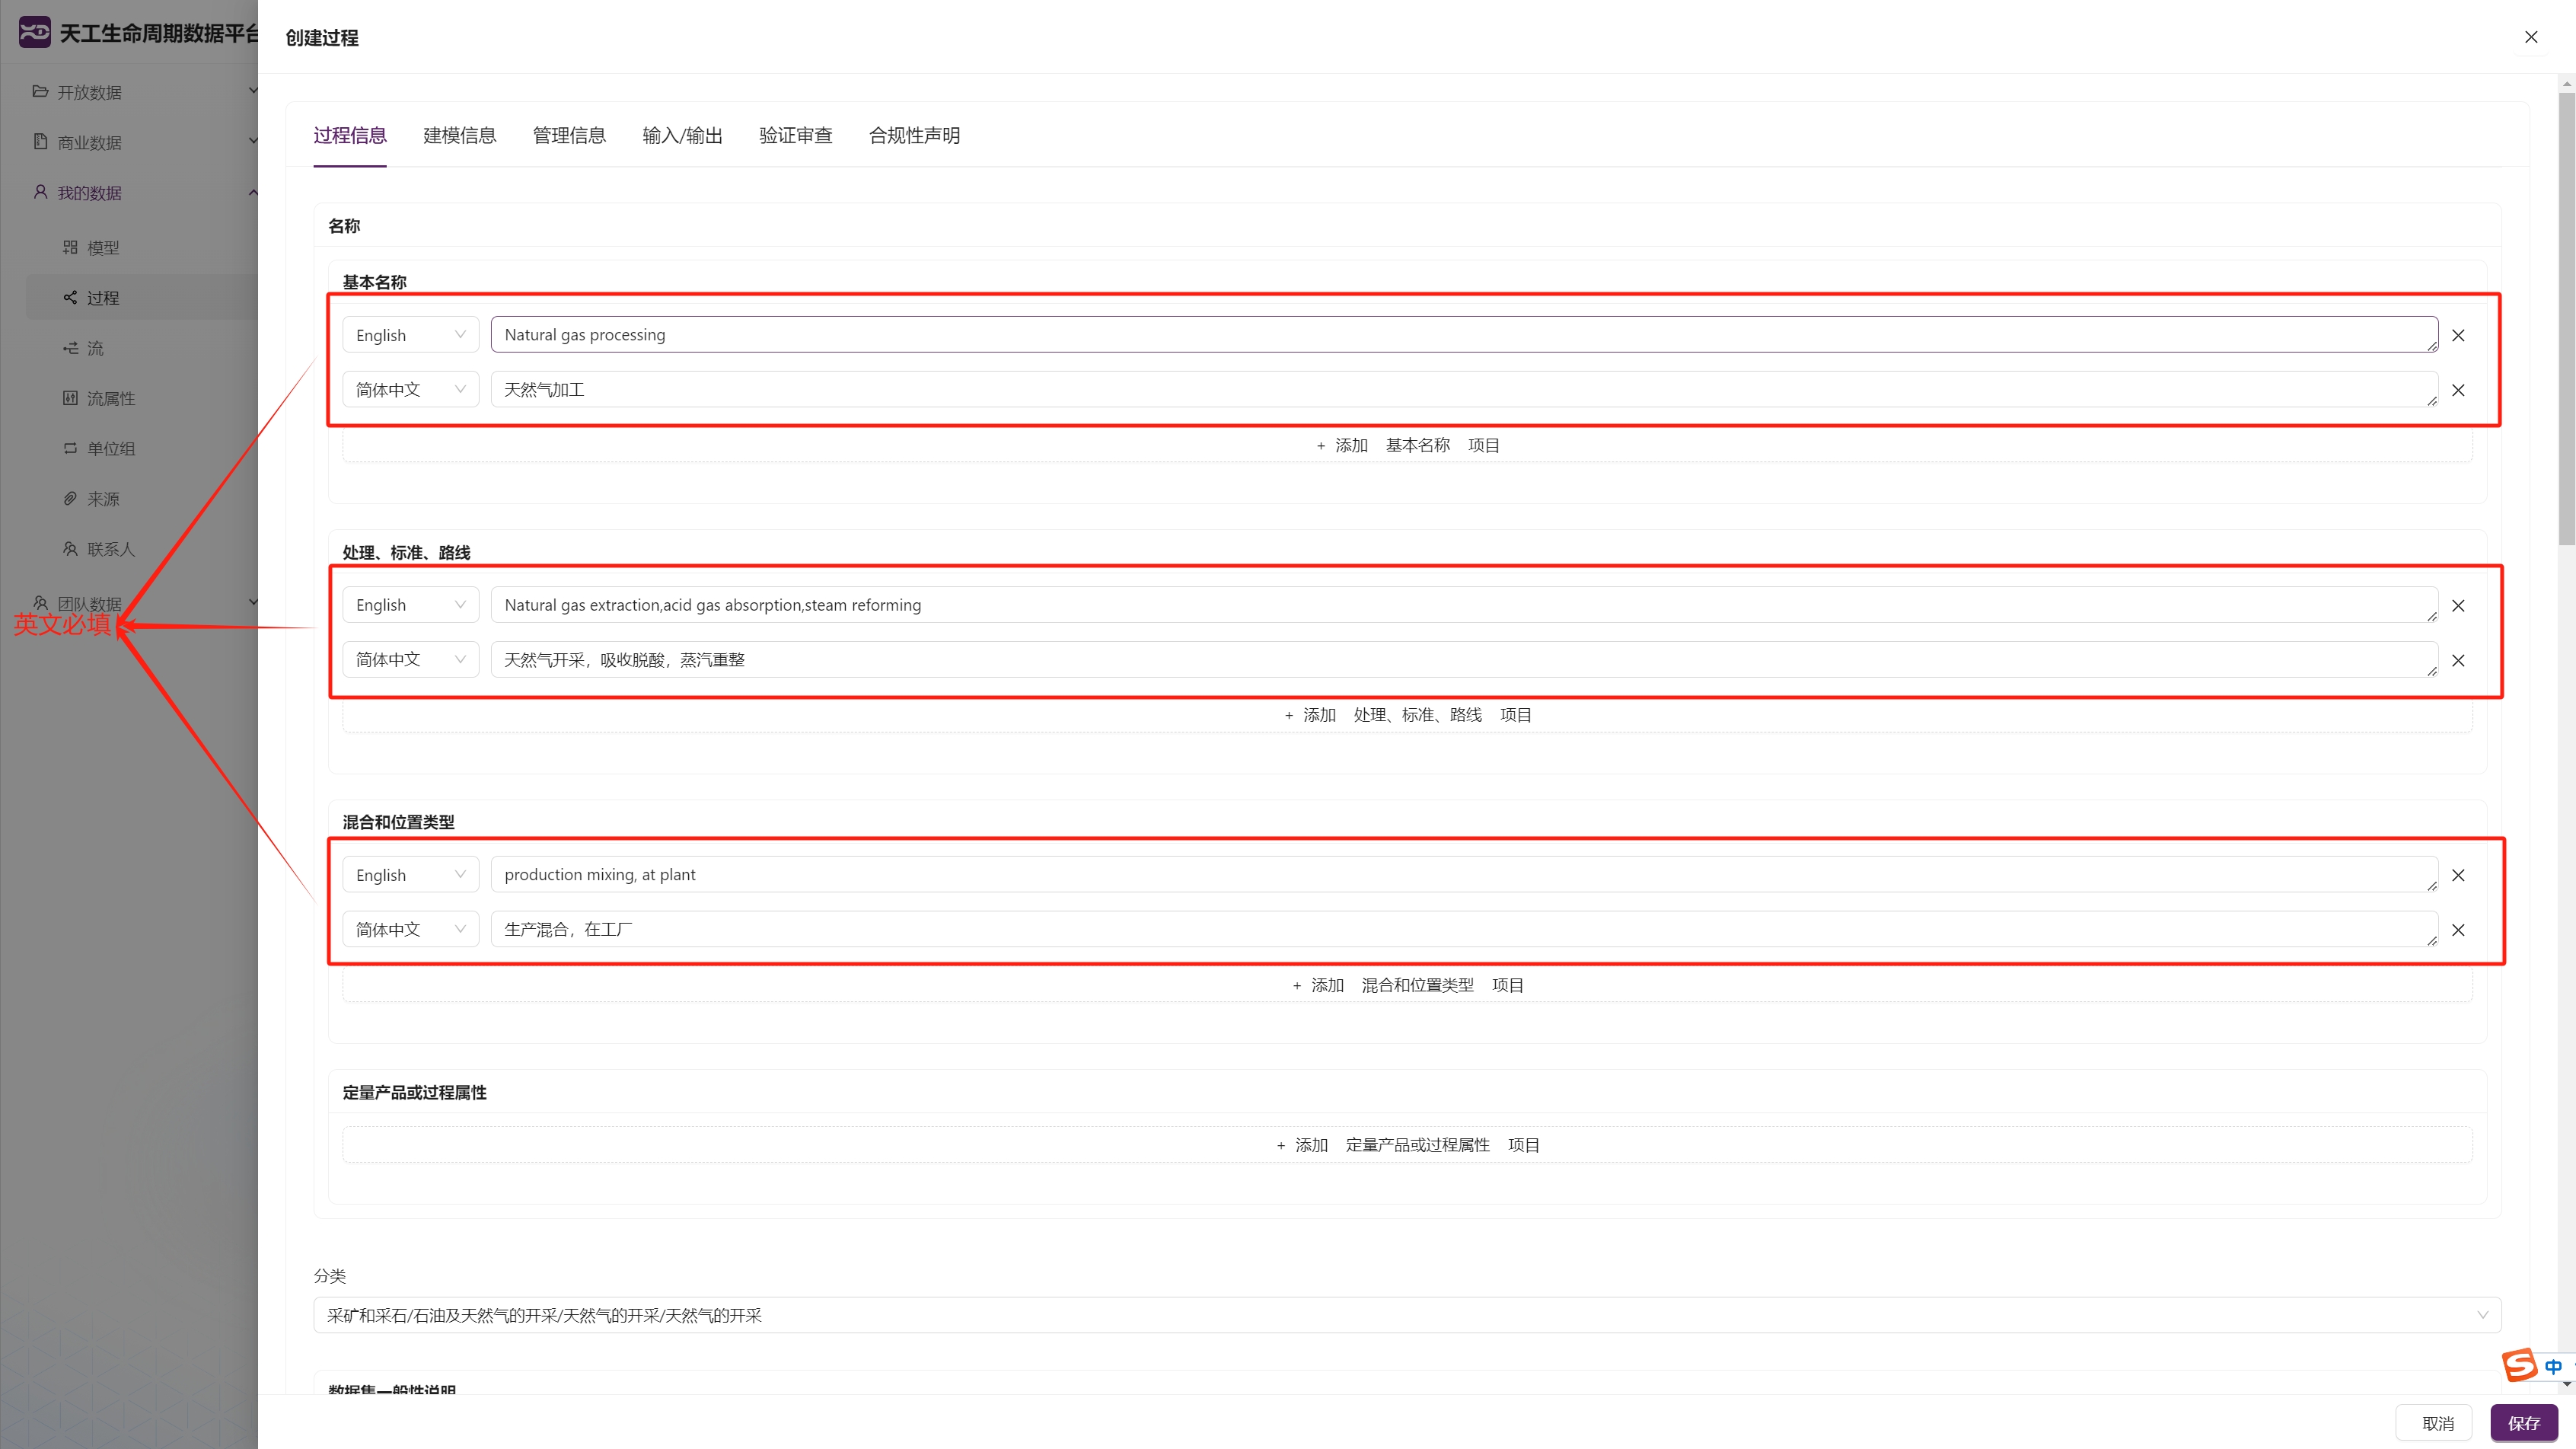 天工生命周期数据平台
开放数据
商业数据
我的数据
模型
过程
流
流属性
单位组
来源
联系人
团队数据
英文必填
创建过程
过程信息 建模信息 管理信息 输入/输出 验证审查 合规性声明
名称
基本名称
English Natural gas processing
简体中文 天然气加工
+ 添加 基本名称 项目
处理、标准、路线
English Natural gas extraction,acid gas absorption,steam reforming
简体中文 天然气开采，吸收脱酸，蒸汽重整
+ 添加 处理、标准、路线 项目
混合和位置类型
English production mixing, at plant
简体中文 生产混合，在工厂
+ 添加 混合和位置类型 项目
定量产品或过程属性
+ 添加 定量产品或过程属性 项目
分类
采矿和采石/石油及天然气的开采/天然气的开采/天然气的开采
数据集一般性说明
中
取消 保存